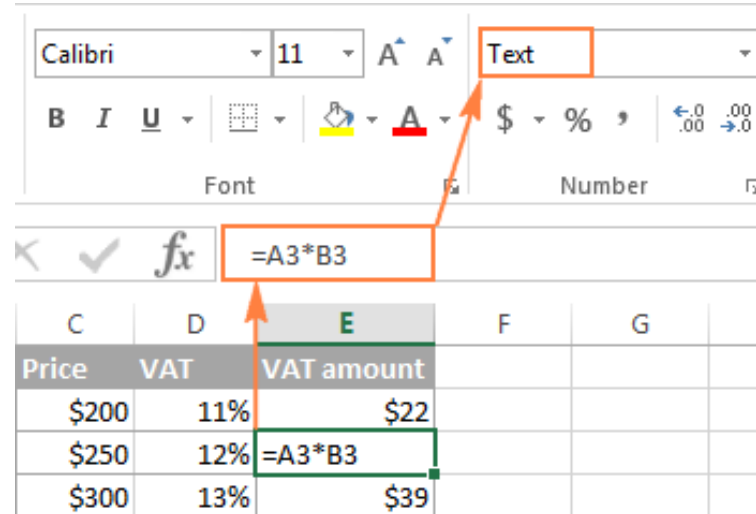 Calibri 11 A A Text
B I U A $ % , .0 .00 .00 .0
Font Number
fx =A3*B3
C D E F G
Price VAT VAT amount
$200 11% $22
$250 12% =A3*B3
$300 13% $39